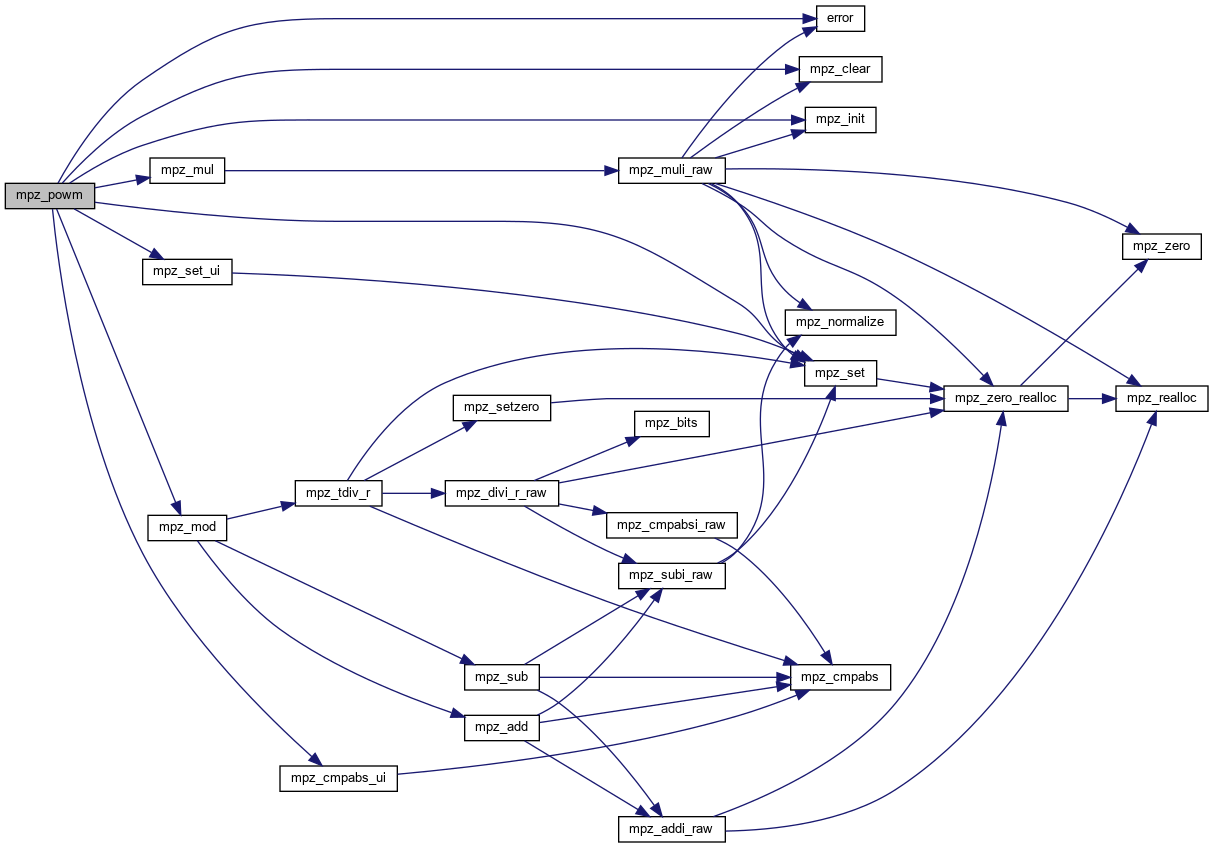 error
mpz_clear
mpz_init
mpz_mul
mpz_muli_raw
mpz_powm
mpz_zero
mpz_set_ui
mpz_normalize
mpz_set
mpz_zero_realloc
mpz_realloc
mpz_setzero
mpz_bits
mpz_tdiv_r
mpz_divi_r_raw
mpz_mod
mpz_cmpabsi_raw
mpz_subi_raw
mpz_sub
mpz_cmpabs
mpz_add
mpz_cmpabs_ui
mpz_addi_raw